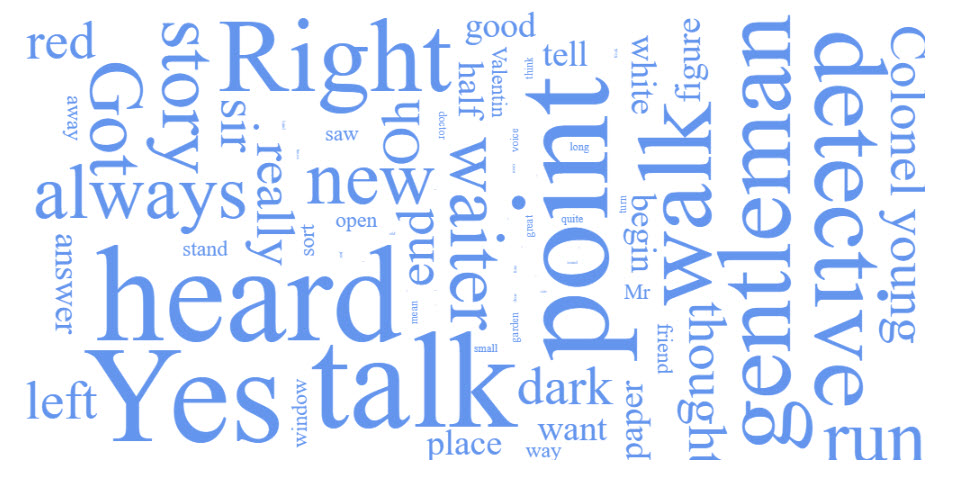 red
Got
away
story
Right
good
tell
white
figure
gentleman
detective
Colonel
sir
really
saw
oh
half
Valentin
think
doctor
voice
point
long
walk
always
new
waiter
turn
begin
quite
great
young
answer
stand
sort
open
end
heard
mean
garden
Mr
thought
friend
small
Yes
talk
dark
left
window
place
want
way
paper
run